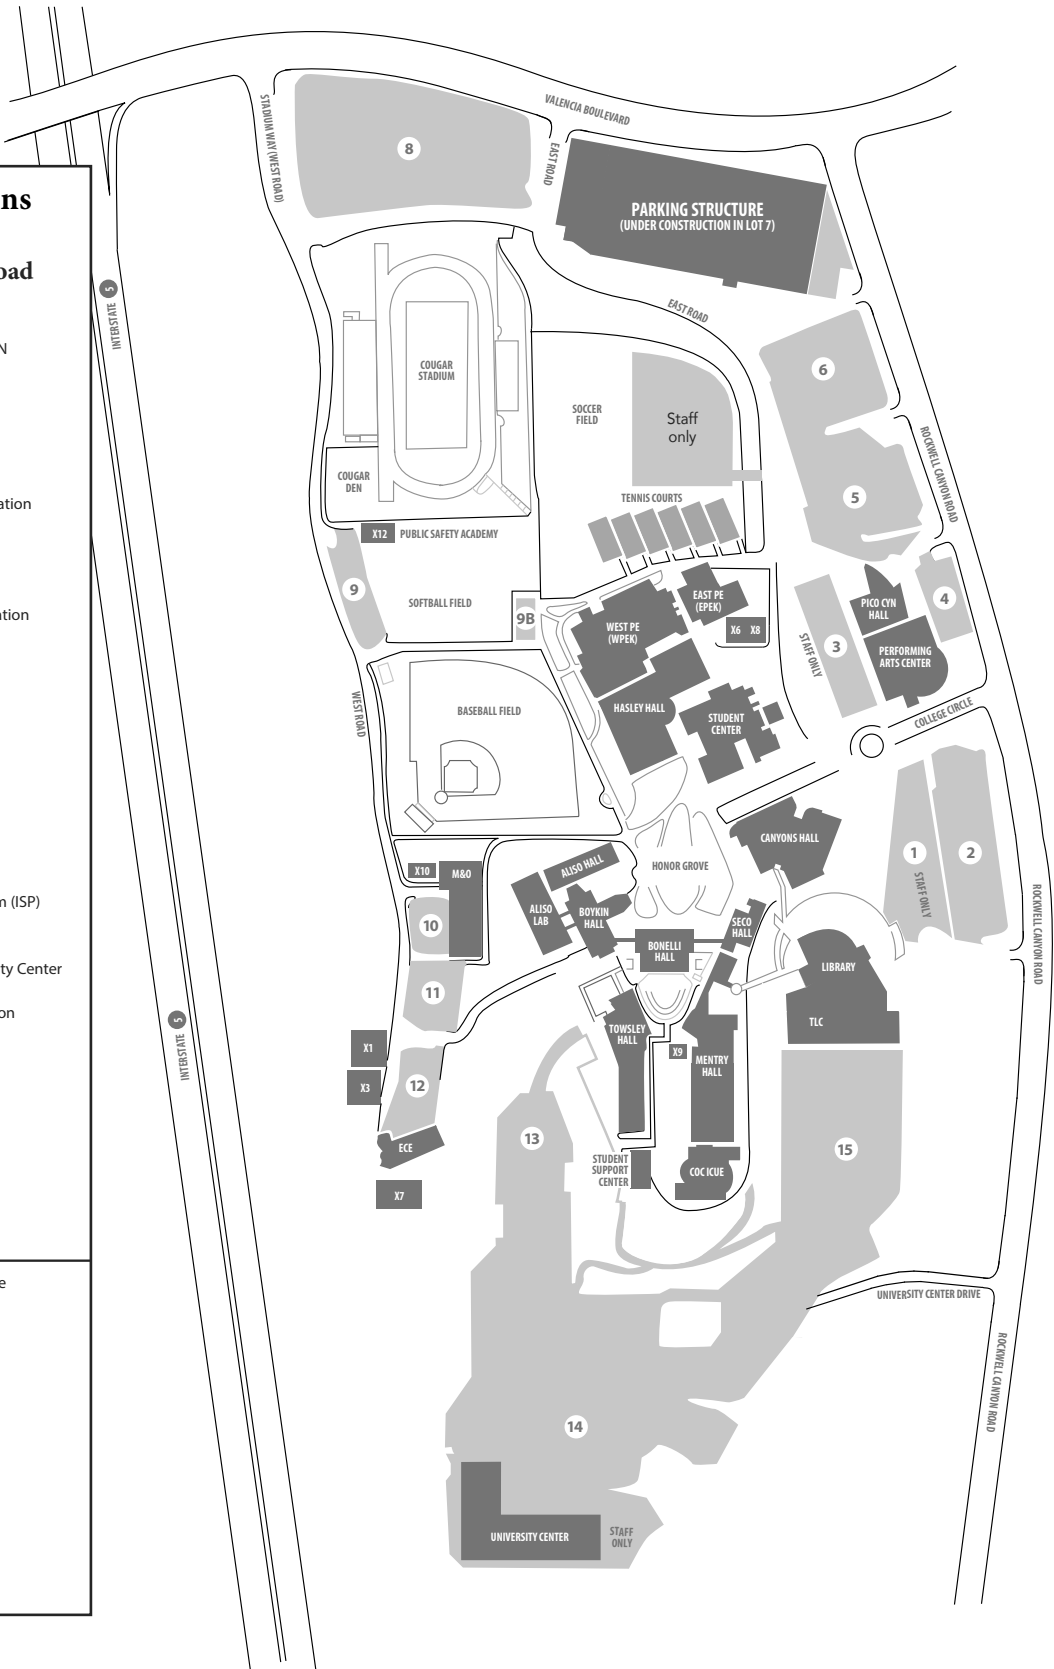 ns
oad
N
ation
ation
n (ISP)
ty Center
on
e
VALENCIA BOULEVARD
STADIUM WAY (WEST ROAD)
8
EAST ROAD
PARKING STRUCTURE
(UNDER CONSTRUCTION IN LOT 7)
INTERSTATE 5
EAST ROAD
COUGAR
STADIUM
6
SOCCER
FIELD
Staff
only
ROCKWELL CANYON ROAD
COUGAR
DEN
TENNIS COURTS
5
X12
PUBLIC SAFETY ACADEMY
9
SOFTBALL FIELD
9B
EAST PE
(EPEK)
WEST PE
(WPEK)
X6 X8
PICO CYN
HALL
4
3
STAFF ONLY
PERFORMING
ARTS CENTER
WEST ROAD
BASEBALL FIELD
HASLEY HALL
STUDENT
CENTER
COLLEGE CIRCLE
CANYONS HALL
1
STAFF ONLY
2
HONOR GROVE
ALISO HALL
X10
M&O
ROCKWELL CANYON ROAD
10
ALISO
LAB
BOYKIN
HALL
SECO
HALL
BONELLI
HALL
LIBRARY
11
TLC
INTERSTATE 5
TOWSLEY
HALL
X1
X9
MENTRY
HALL
X3
12
13
ECE
15
STUDENT
SUPPORT
CENTER
COC ICUE
X7
UNIVERSITY CENTER DRIVE
ROCKWELL CANYON ROAD
14
UNIVERSITY CENTER
STAFF
ONLY